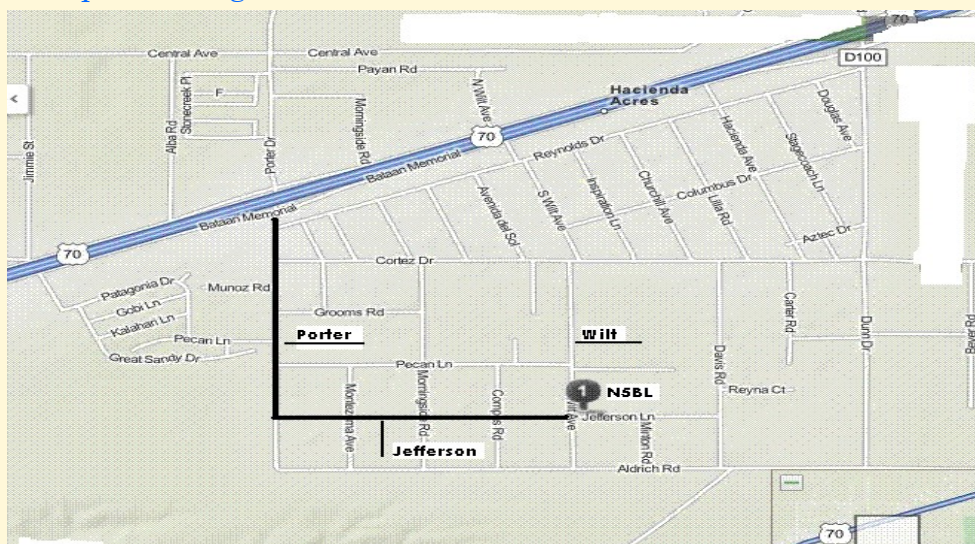 70
D100
Central Ave
Central Ave
Payan Rd
N Wilt Ave
Hacienda
Acres
Jimmie St
Alba Rd
Stonecreek Pl
F
Porter Dr
Morningside Rd
70
Bataan Memorial
Reynolds Dr
Douglas Ave
Stagecoach Ln
Hacienda Ave
Columbus Dr
Lilla Rd
Churchill Ave
Inspiration Ln
S Wilt Ave
Avenida del Sol
Bataan Memorial
Aztec Dr
70
Cortez Dr
Patagonia Dr
Munoz Rd
Gobi Ln
Kalahari Ln
Grooms Rd
Carter Rd
Dunn Dr
Beyer Rd
Porter
Wilt
Pecan Ln
Great Sandy Dr
Pecan Ln
Davis Rd
Reyna Ct
1
N5BL
Montezuma Ave
Morningside Rd
Compas Rd
Wilt Ave
Jefferson Ln
Minton Rd
Jefferson
Aldrich Rd
70